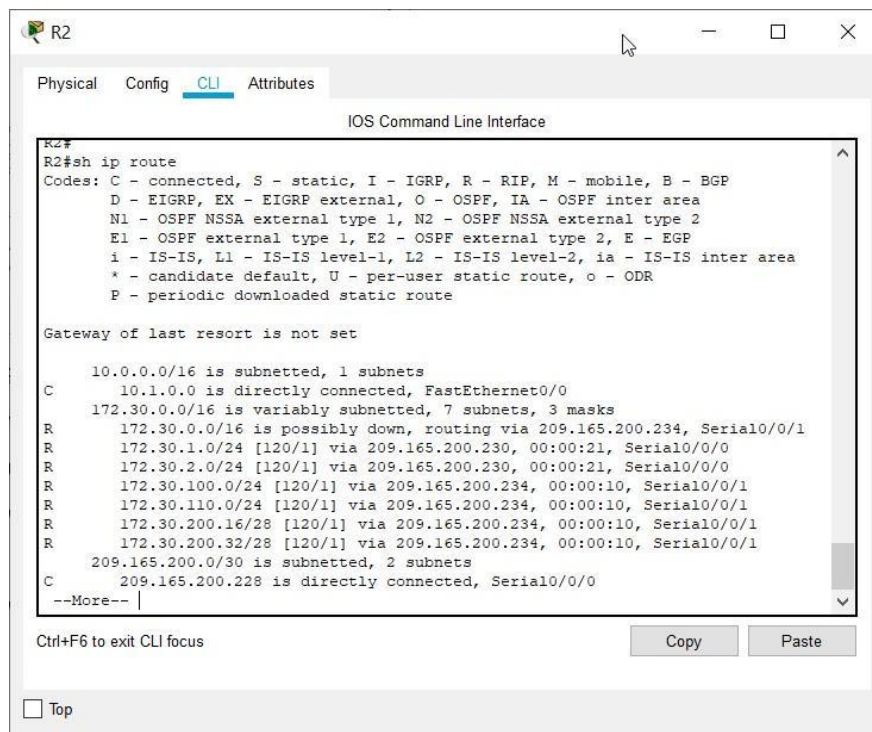 R2
Physical Config CLI Attributes
IOS Command Line Interface
R2#
R2#sh ip route
Codes: C - connected, S - static, I - IGRP, R - RIP, M - mobile, B - BGP
D - EIGRP, EX - EIGRP external, O - OSPF, IA - OSPF inter area
N1 - OSPF NSSA external type 1, N2 - OSPF NSSA external type 2
E1 - OSPF external type 1, E2 - OSPF external type 2, E - EGP
i - IS-IS, L1 - IS-IS level-1, L2 - IS-IS level-2, ia - IS-IS inter area
* - candidate default, U - per-user static route, o - ODR
P - periodic downloaded static route
Gateway of last resort is not set
10.0.0.0/16 is subnetted, 1 subnets
C 10.1.0.0 is directly connected, FastEthernet0/0
172.30.0.0/16 is variably subnetted, 7 subnets, 3 masks
R 172.30.0.0/16 is possibly down, routing via 209.165.200.234, Serial0/0/1
R 172.30.1.0/24 [120/1] via 209.165.200.230, 00:00:21, Serial0/0/0
R 172.30.2.0/24 [120/1] via 209.165.200.230, 00:00:21, Serial0/0/0
R 172.30.100.0/24 [120/1] via 209.165.200.234, 00:00:10, Serial0/0/1
R 172.30.110.0/24 [120/1] via 209.165.200.234, 00:00:10, Serial0/0/1
R 172.30.200.16/28 [120/1] via 209.165.200.234, 00:00:10, Serial0/0/1
R 172.30.200.32/28 [120/1] via 209.165.200.234, 00:00:10, Serial0/0/1
209.165.200.0/30 is subnetted, 2 subnets
C 209.165.200.228 is directly connected, Serial0/0/0
--More--
Ctrl+F6 to exit CLI focus
Copy Paste
Top